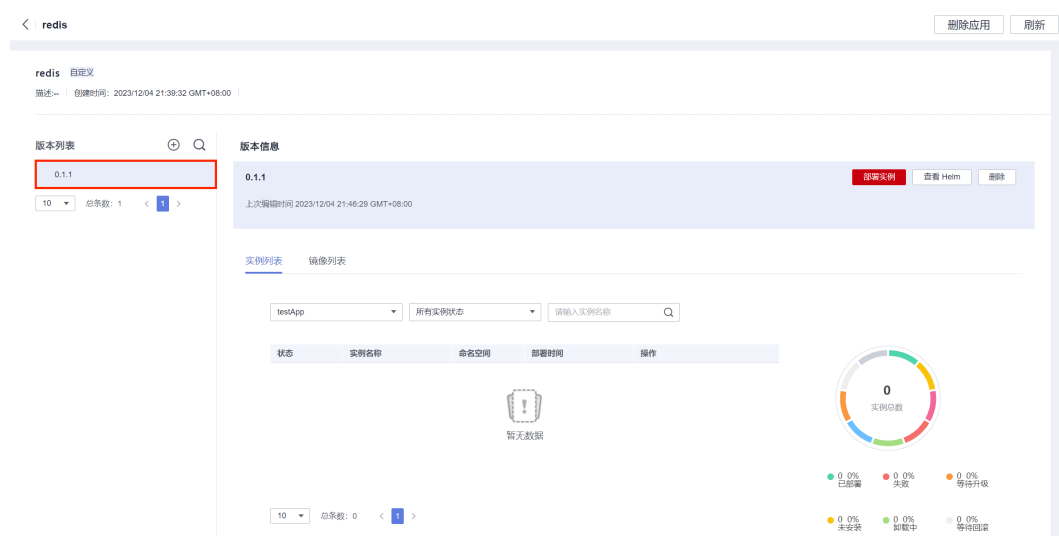 redis
删除应用 刷新
redis 自定义
描述:-- 创建时间: 2023/12/04 21:39:32 GMT+08:00
版本列表
0.1.1
10 总条数: 1 < 1 >
版本信息
0.1.1
部署实例 查看 Helm 删除
上次编辑时间 2023/12/04 21:46:29 GMT+08:00
实例列表 镜像列表
testApp 所有实例状态 请输入实例名称
状态 实例名称 命名空间 部署时间 操作
暂无数据
10 总条数: 0 < 1 >
0
实例总数
0 0% 已部署
0 0% 失败
0 0% 等待升级
0 0% 未安装
0 0% 卸载中
0 0% 等待回滚